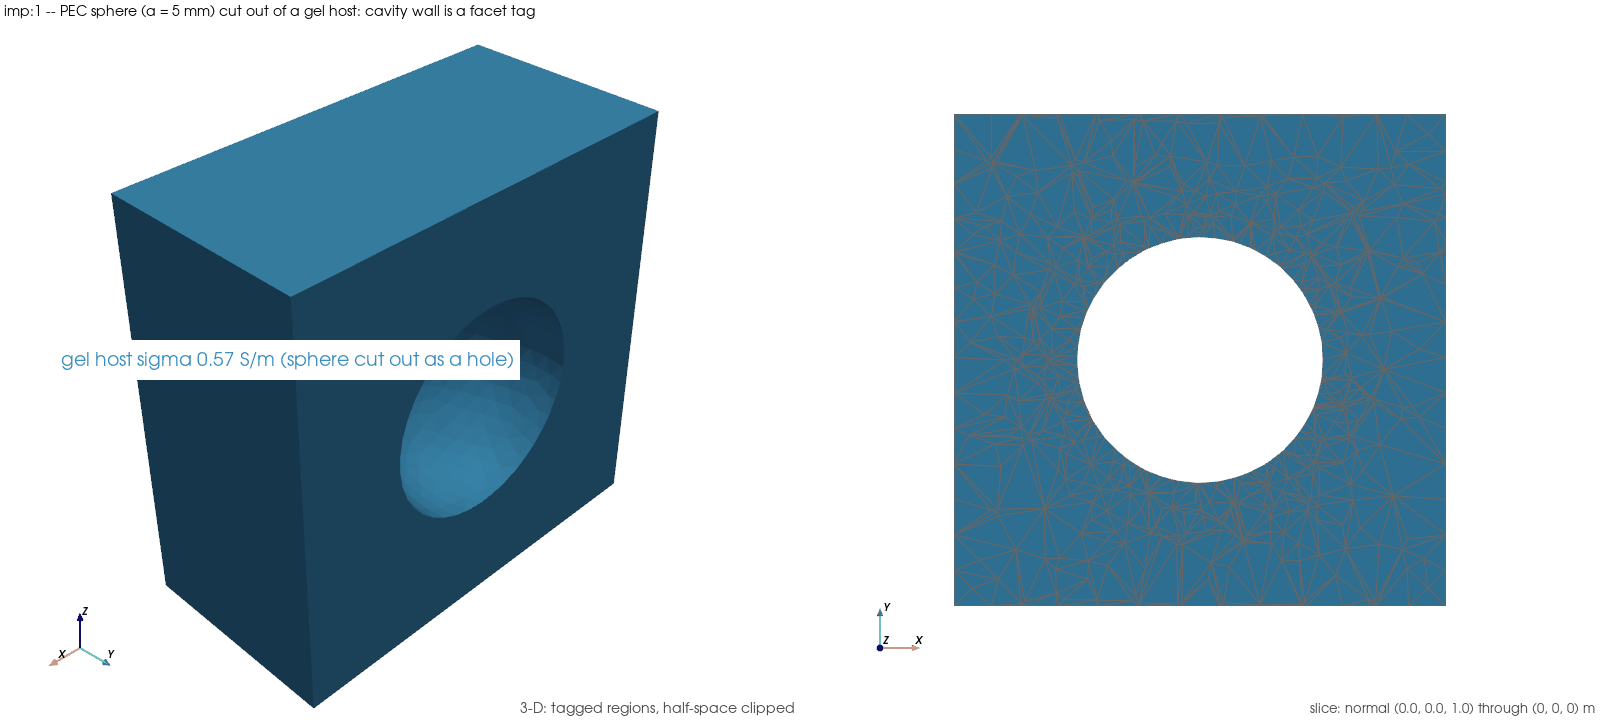 imp:1 -- PEC sphere (a = 5 mm) cut out of a gel host: cavity wall is a facet tag
gel host sigma 0.57 S/m (sphere cut out as a hole)
Z
X
Y
Y
Z
X
3-D: tagged regions, half-space clipped
slice: normal (0.0, 0.0, 1.0) through (0, 0, 0) m